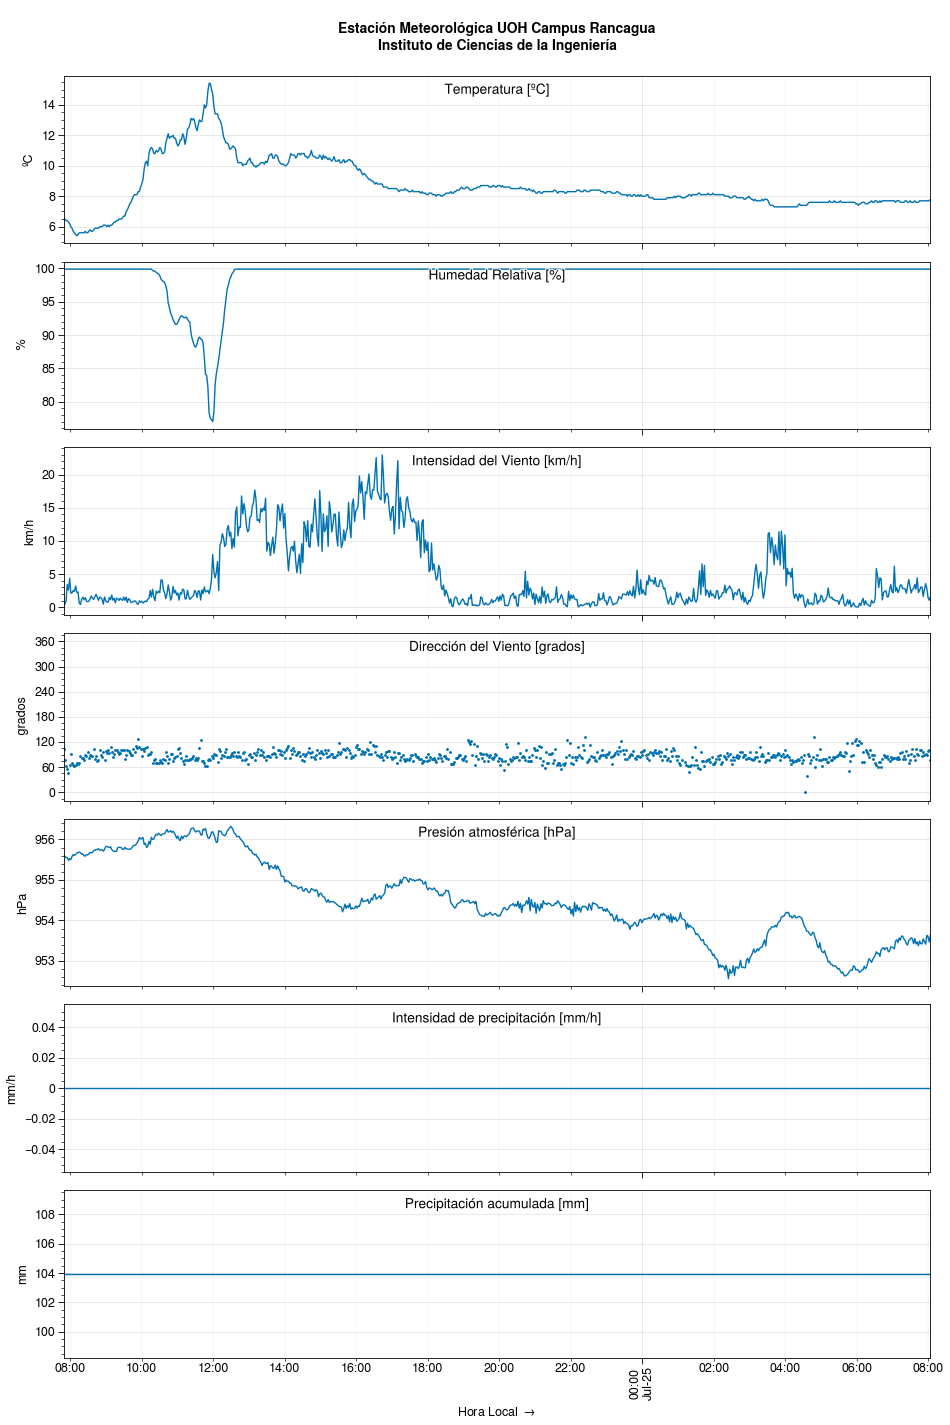 Estación Meteorológica UOH Campus Rancagua
Instituto de Ciencias de la Ingeniería
Temperatura [ºC]
ºC
14
12
10
8
6
Humedad Relativa [%]
%
100
95
90
85
80
Intensidad del Viento [km/h]
km/h
20
15
10
5
0
Dirección del Viento [grados]
grados
360
300
240
180
120
60
0
Presión atmosférica [hPa]
hPa
956
955
954
953
Intensidad de precipitación [mm/h]
mm/h
0.04
0.02
0
−0.02
−0.04
Precipitación acumulada [mm]
mm
108
106
104
102
100
08:00 10:00 12:00 14:00 16:00 18:00 20:00 22:00 00:00 02:00 04:00 06:00 08:00
Jul-25
Hora Local →